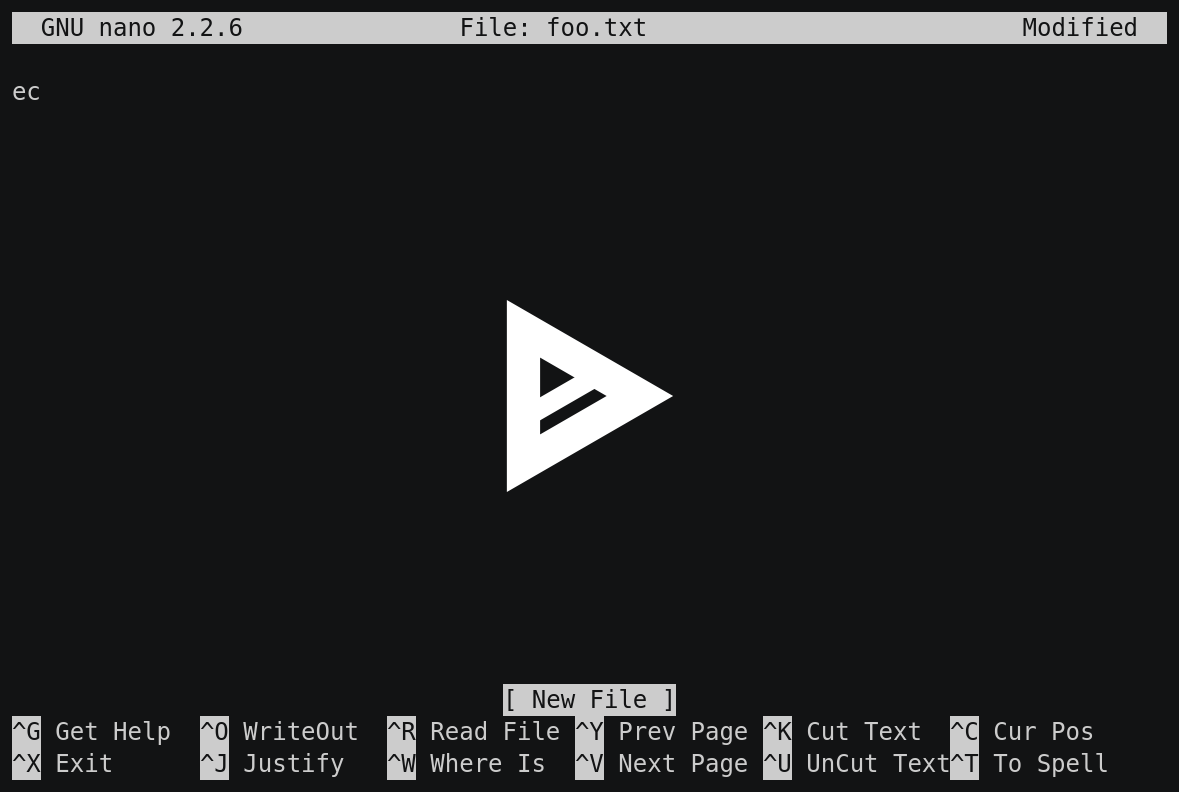 GNU nano 2.2.6 File: foo.txt Modified
ec
[ New File ]
^G Get Help ^O WriteOut ^R Read File ^Y Prev Page ^K Cut Text ^C Cur Pos
^X Exit ^J Justify ^W Where Is ^V Next Page ^U UnCut Text ^T To Spell